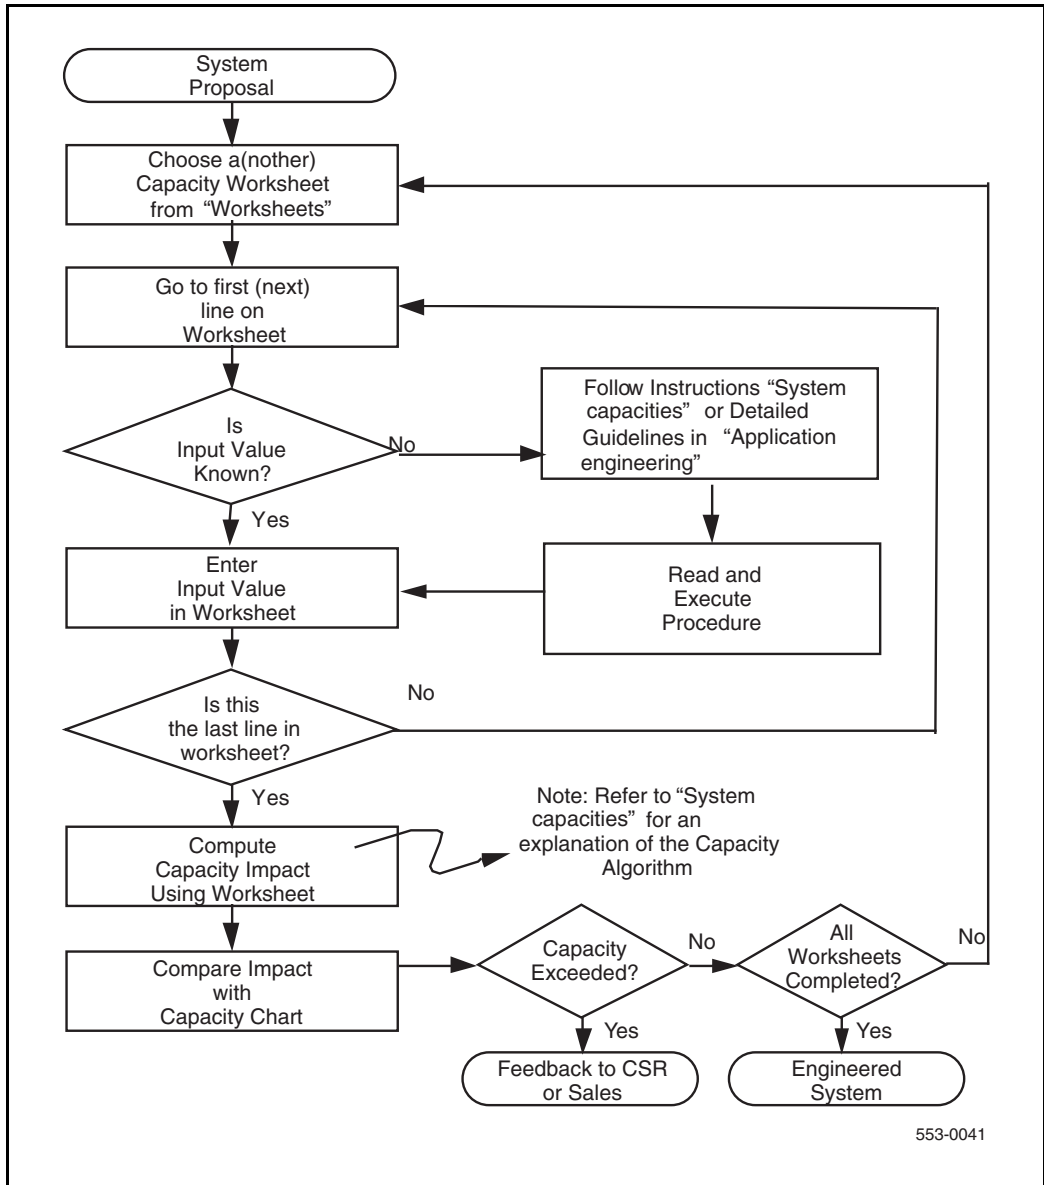 System
Proposal
Choose a(nother)
Capacity Worksheet
from “Worksheets”
Go to first (next)
line on
Worksheet
Is
Input Value
Known?
No
Follow Instructions “System
capacities” or Detailed
Guidelines in “Application
engineering”
Yes
Enter
Input Value
in Worksheet
Read and
Execute
Procedure
Is this
the last line in
worksheet?
No
Yes
Compute
Capacity Impact
Using Worksheet
Note: Refer to “System
capacities” for an
explanation of the Capacity
Algorithm
Compare Impact
with
Capacity Chart
Capacity
Exceeded?
No
All
Worksheets
Completed?
No
Yes
Yes
Feedback to CSR
or Sales
Engineered
System
553-0041